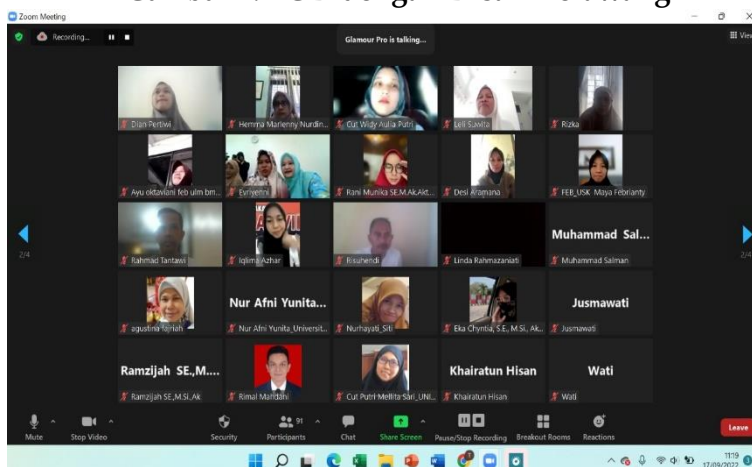 Zoom Meeting
Recording...
Glamour Pro is talking...
View
Dian Pertiwi
Hemma Marlenny Nurdin...
Cut Widy Aulia Putri
Leli Suwita
Rizka
Ayu oktaviani feb ulm bm...
Evriyenni
Rani Munika SE.M.Ak.Akt...
Desi Aramana
FEB_USK Maya Febrianty
2/4
Rahmad Tantawi
Iqlima Azhar
Risuhendi
Linda Rahmazaniati
Muhammad Sal...
Muhammad Salman
2/4
agustina fajriah
Nur Afni Yunita...
Nur Afni Yunita_Universit...
Nurhayati_Siti
Eka Chyntia, S.E., M.Si., Ak...
Jusmawati
Jusmawati
Ramzijah SE.,M....
Ramzijah SE.,M.Si.,Ak
Rimal Mahdani
Cut Putri Mellita Sari_UNI...
Khairatun Hisan
Khairatun Hisan
Wati
Wati
Mute
Stop Video
Security
Participants
91
Chat
Share Screen
Pause/Stop Recording
Breakout Rooms
Reactions
Leave
11:19
17/09/2022